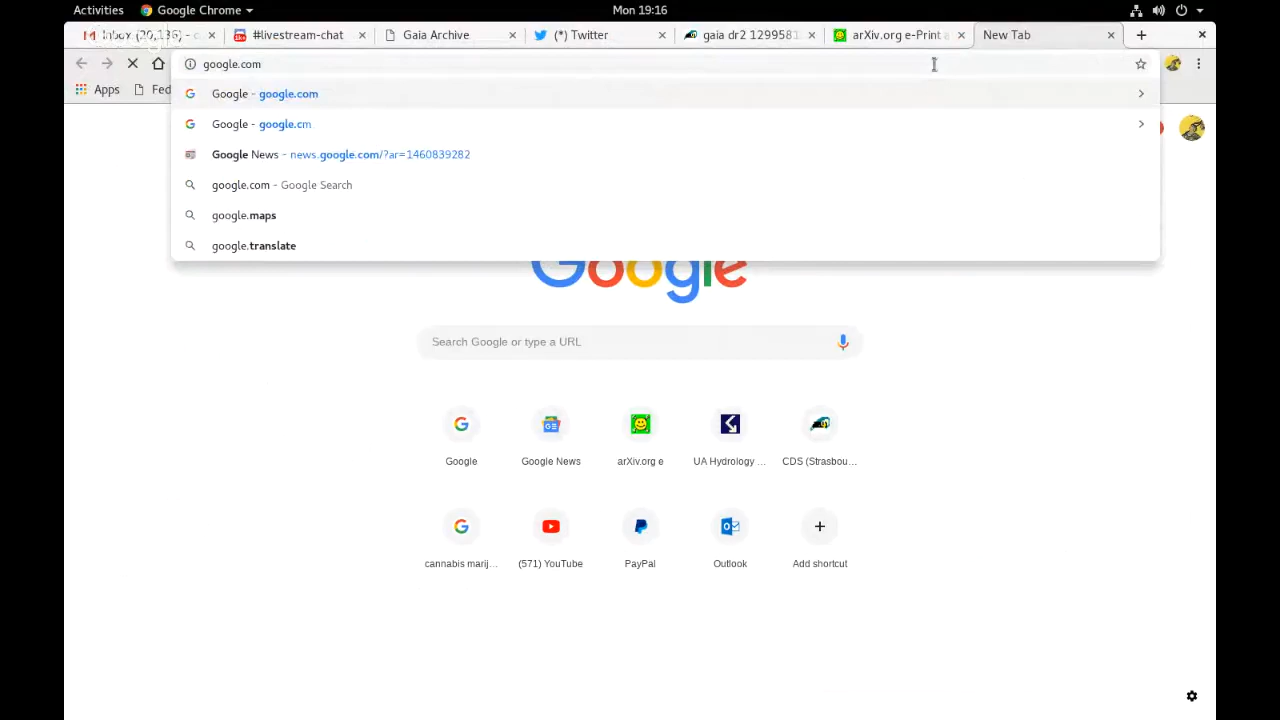 Activities Google Chrome Mon 19:16
#livestream-chat Gaia Archive (*) Twitter gaia dr2 1299581 arXiv.org e-Print a New Tab
google.com
Apps Fed
Google - google.com
Google - google.cm
Google News - news.google.com/?ar=1460839282
google.com - Google Search
google.maps
google.translate
Google
Search Google or type a URL
Google Google News arXiv.org e UA Hydrology ... CDS (Strasbou...
cannabis marij... (571) YouTube PayPal Outlook Add shortcut